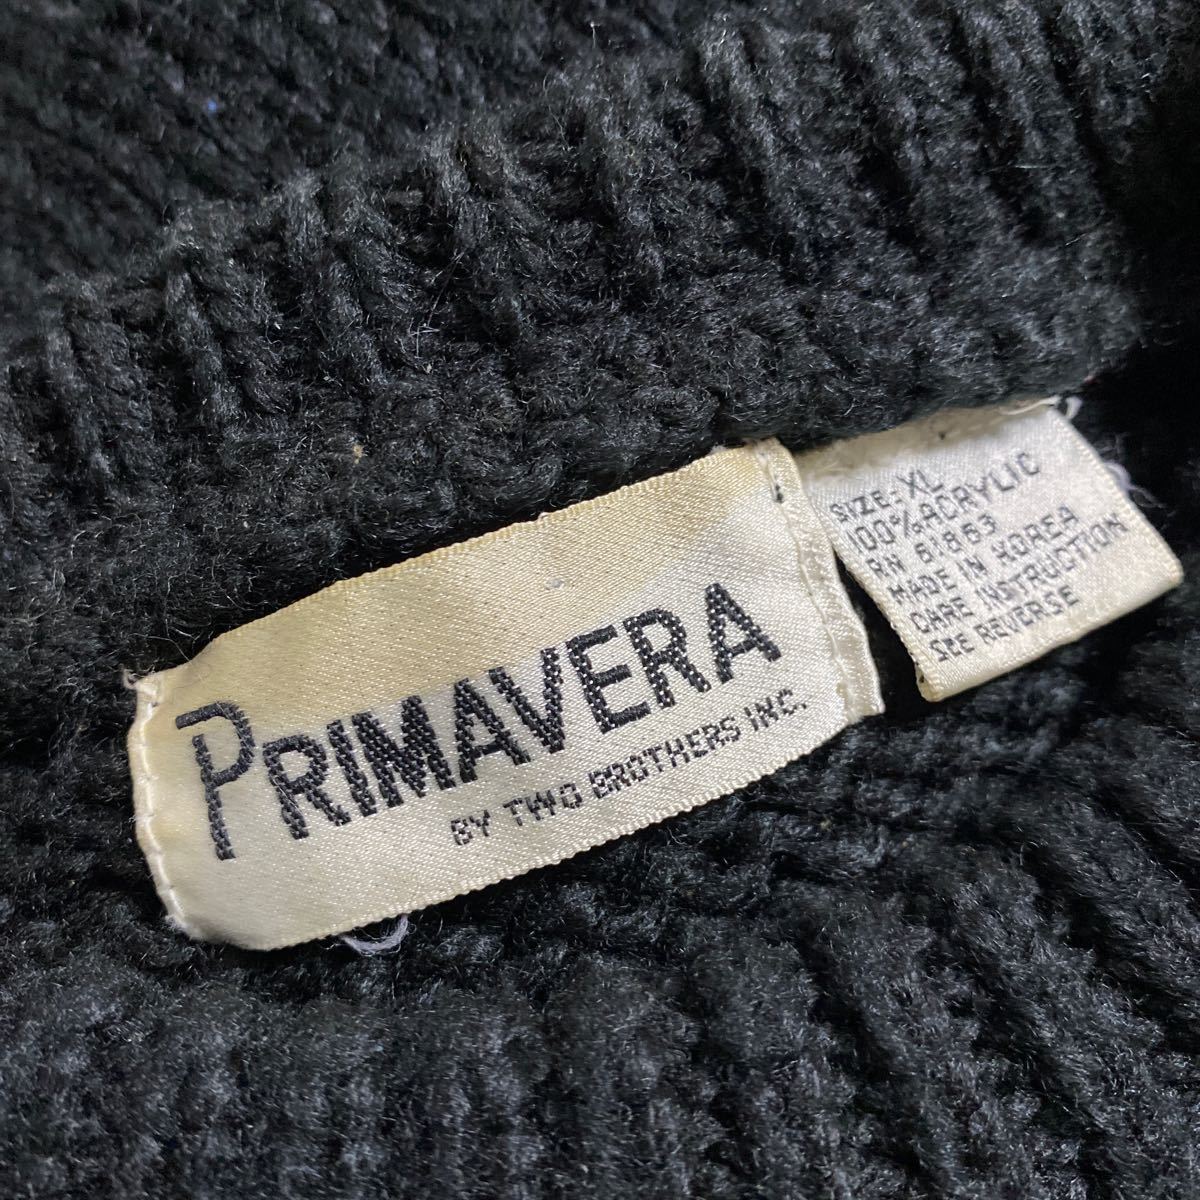 PRIMAVERA
BY TWO BROTHERS INC.
SIZE: XL
100% ACRYLIC
RN 61863
MADE IN KOREA
CARE INSTRUCTION
SEE REVERSE